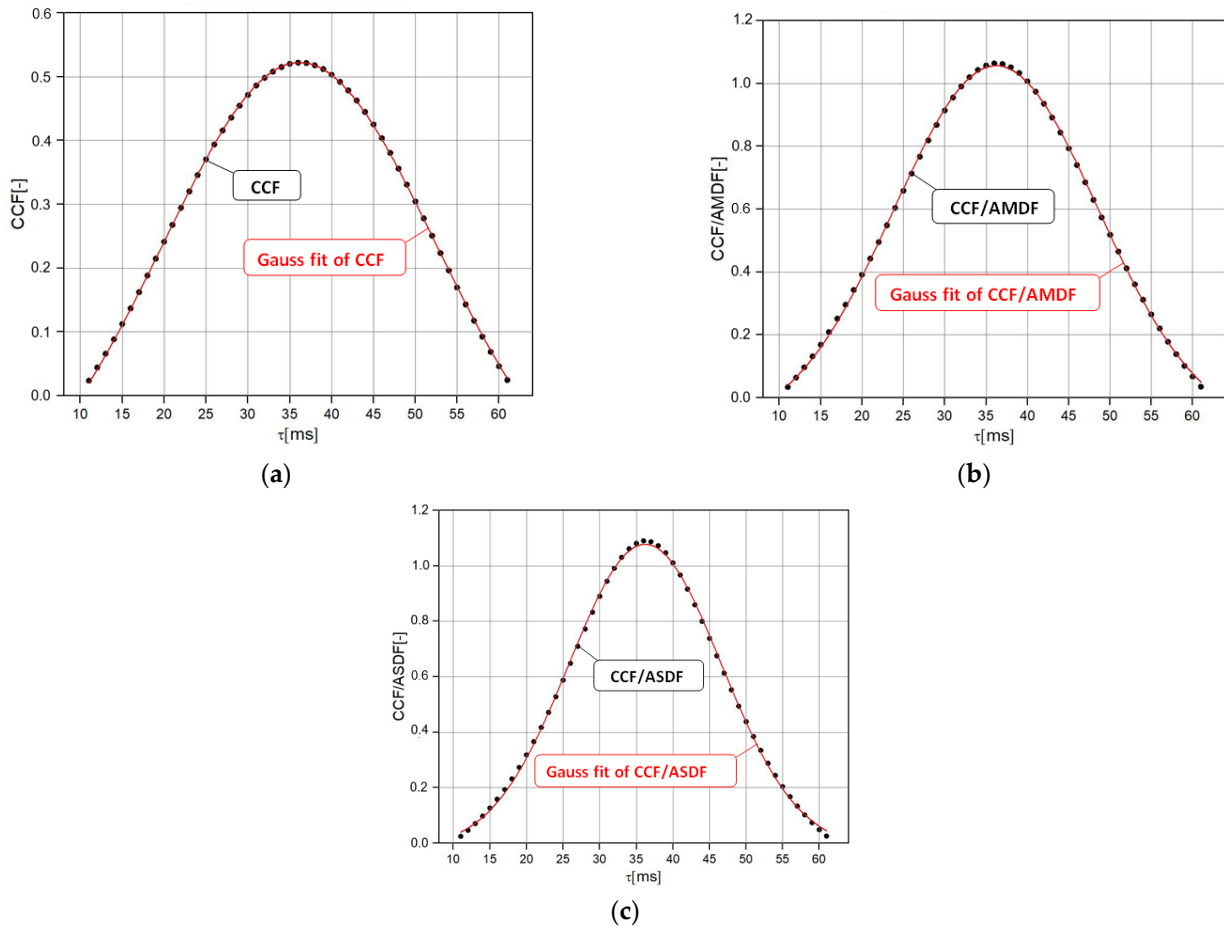 0.6
0.5
0.4
0.3
0.2
0.1
0.0
CCF[-]
CCF
Gauss fit of CCF
10 15 20 25 30 35 40 45 50 55 60
τ[ms]
(a)
1.2
1.0
0.8
0.6
0.4
0.2
0.0
CCF/AMDF[-]
CCF/AMDF
Gauss fit of CCF/AMDF
10 15 20 25 30 35 40 45 50 55 60
τ[ms]
(b)
1.2
1.0
0.8
0.6
0.4
0.2
0.0
CCF/ASDF[-]
CCF/ASDF
Gauss fit of CCF/ASDF
10 15 20 25 30 35 40 45 50 55 60
τ[ms]
(c)